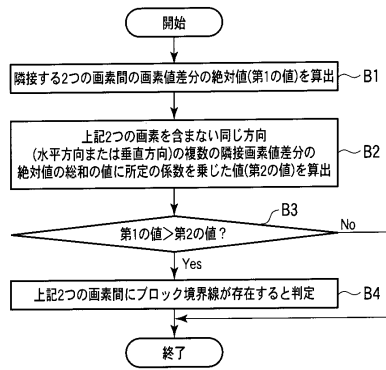 開始
隣接する2つの画素間の画素値差分の絶対値(第1の値)を算出
B1
上記2つの画素を含まない同じ方向
(水平方向または垂直方向)の複数の隣接画素値差分の
絶対値の総和の値に所定の係数を乗じた値(第2の値)を算出
B2
B3
第1の値>第2の値?
No
Yes
上記2つの画素間にブロック境界線が存在すると判定
B4
終了